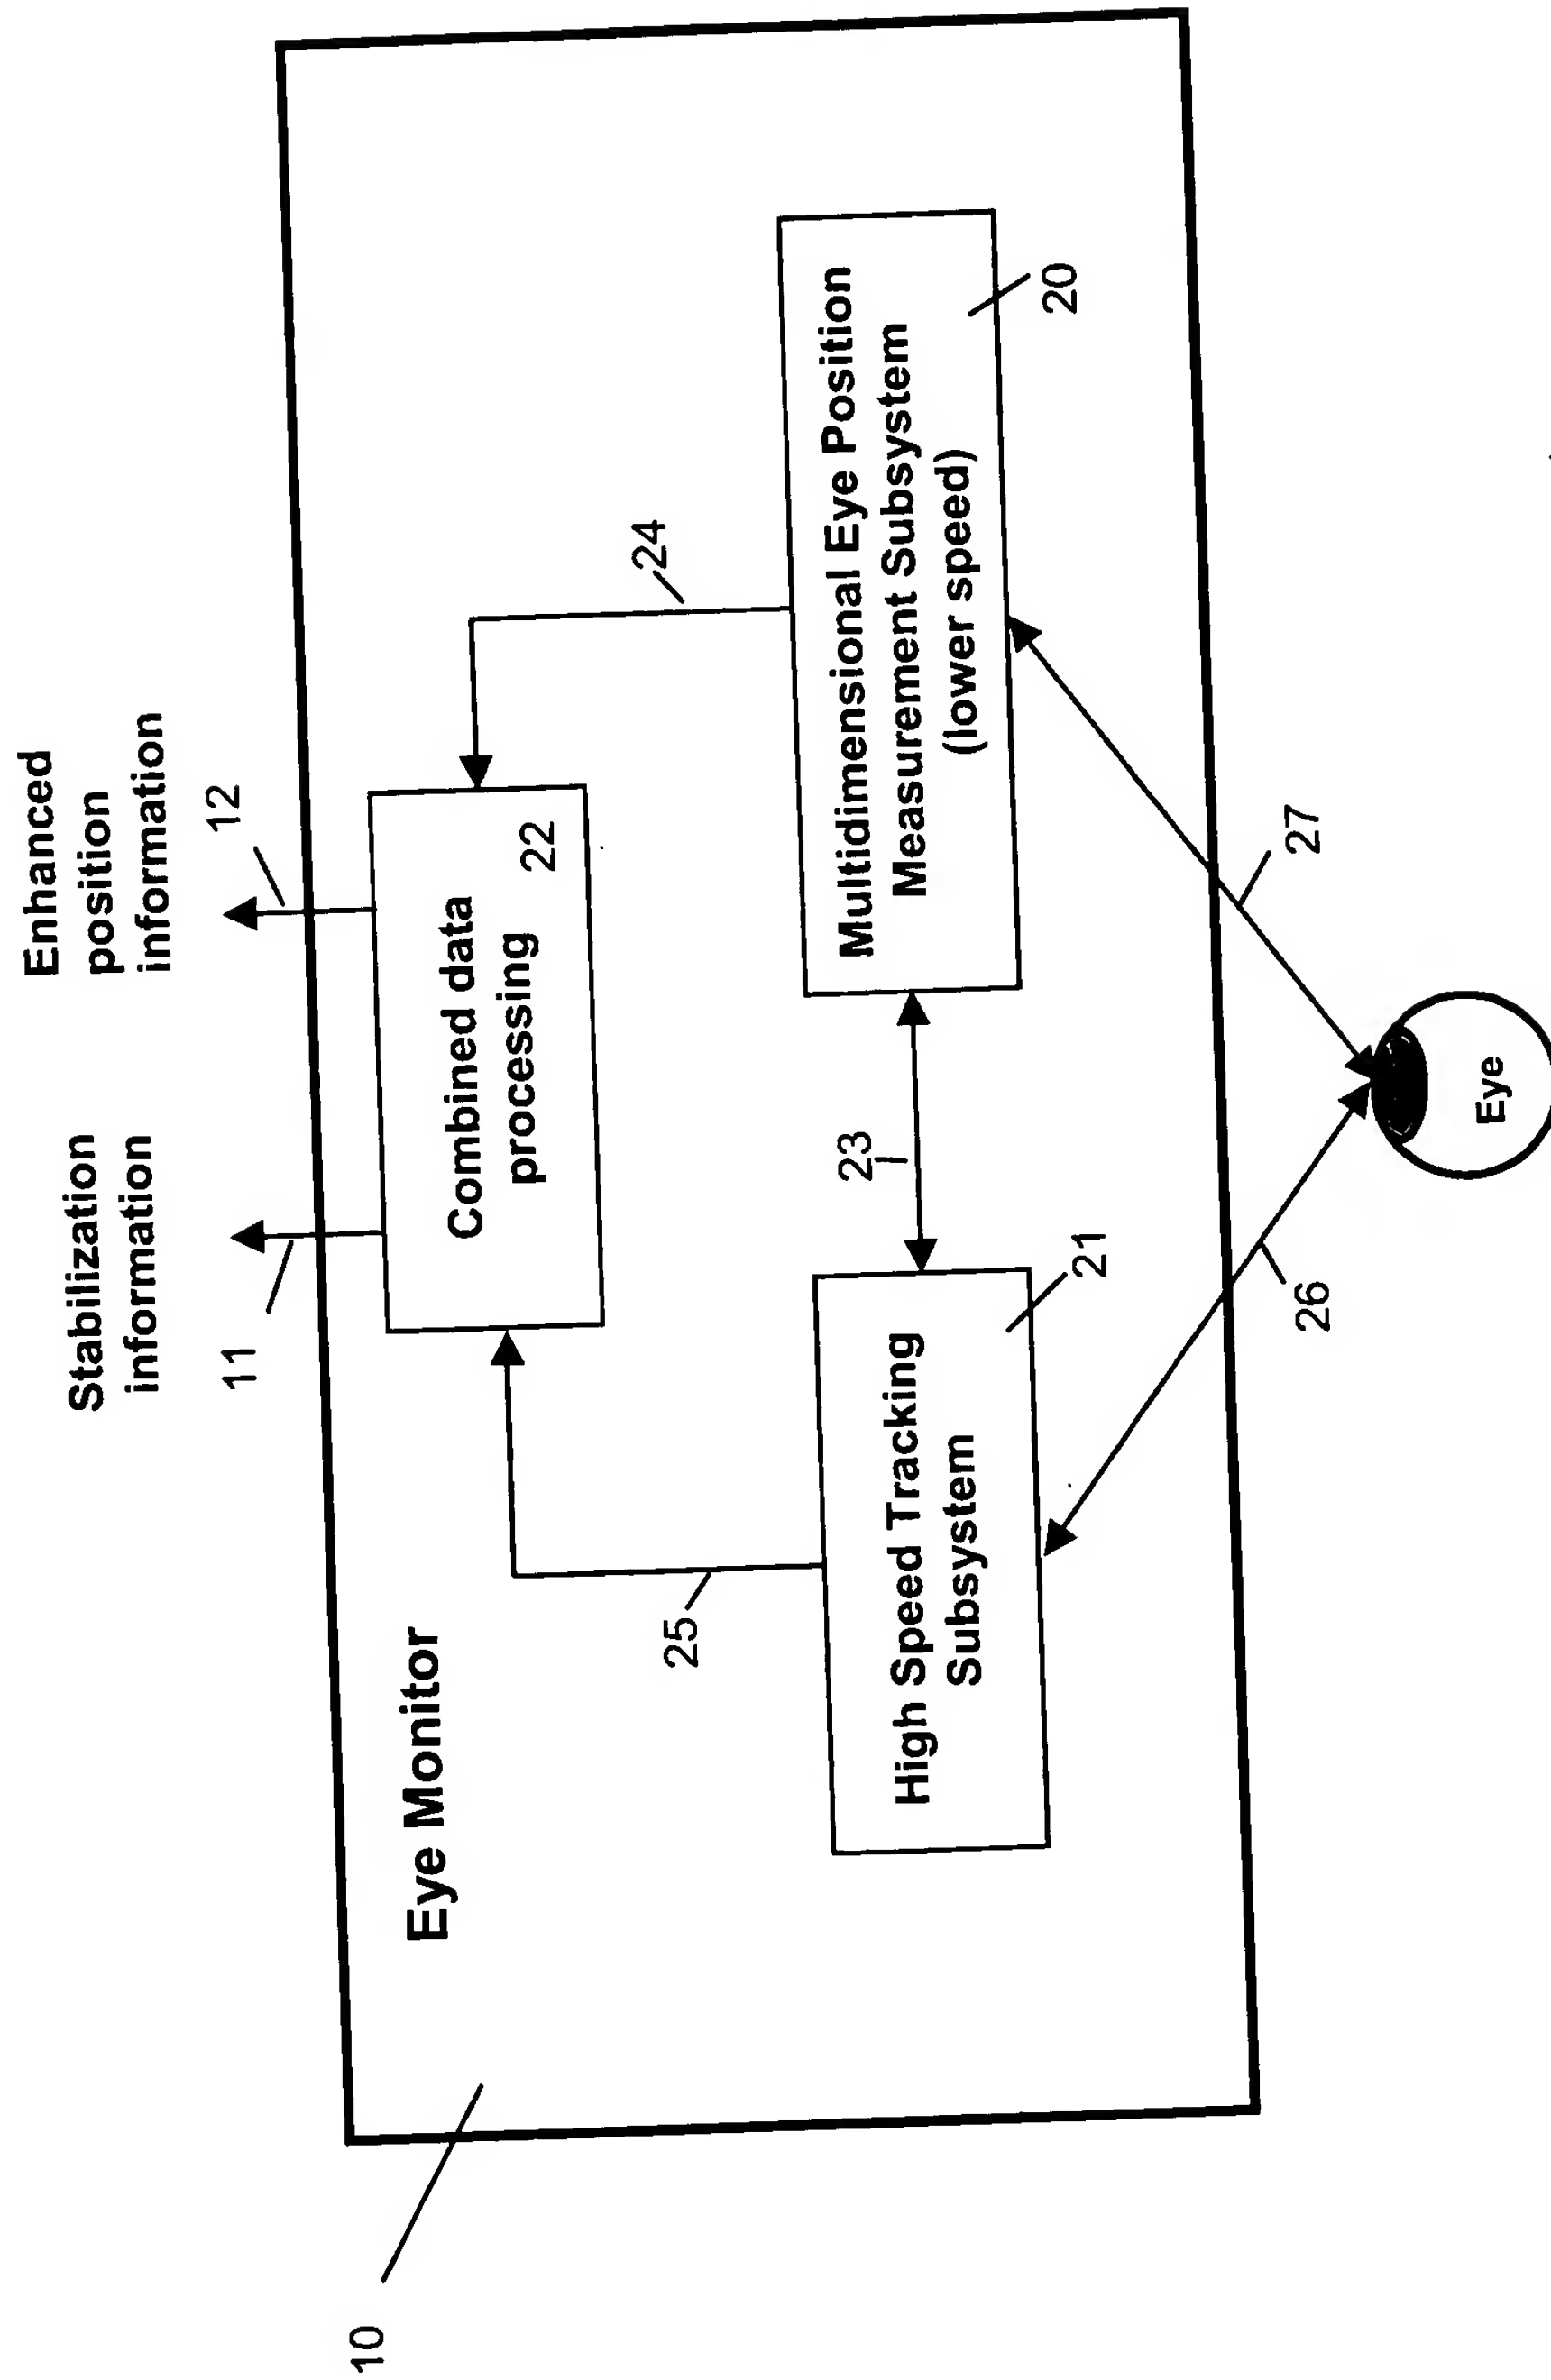 Stabilization
information
11
Enhanced
position
information
12
Eye Monitor
10
Combined data
processing
22
25
24
23
High Speed Tracking
Subsystem
21
Multidimensional Eye Position
Measurement Subsystem
(lower speed)
20
26
27
Eye